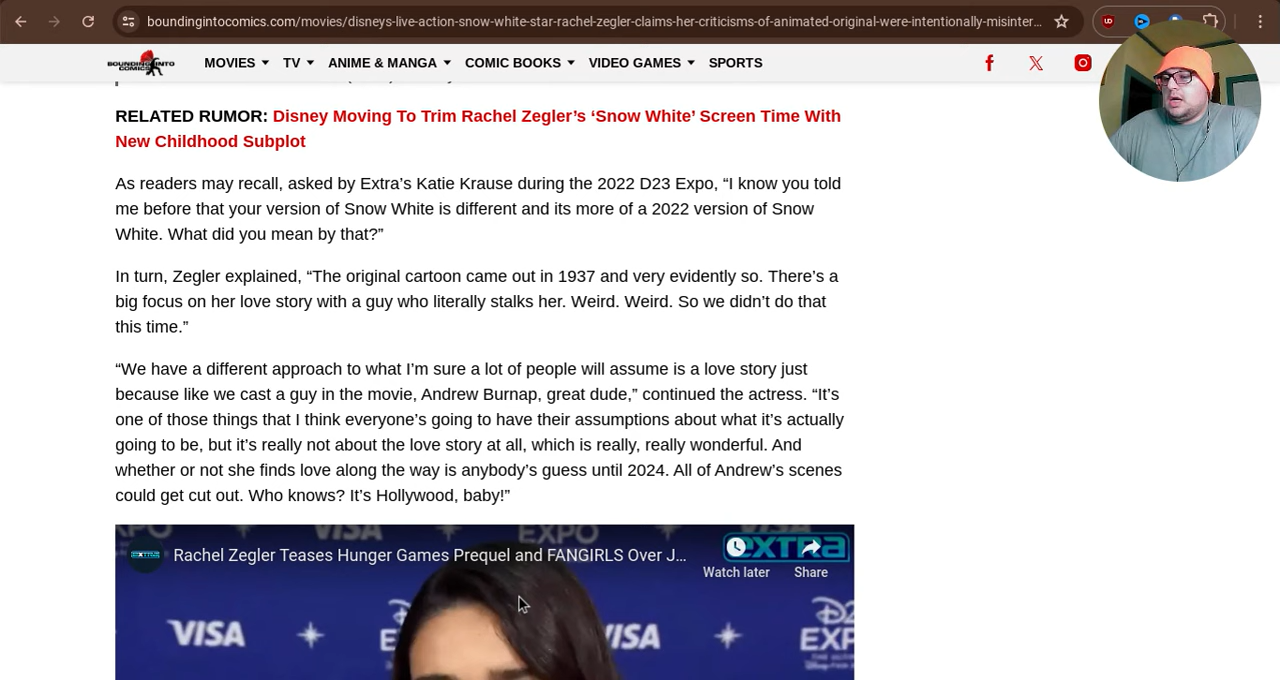 boundingintocomics.com/movies/disneys-live-action-snow-white-star-rachel-zegler-claims-her-criticisms-of-animated-original-were-intentionally-misinter…
BOUNDING INTO COMICS
MOVIES TV ANIME & MANGA COMIC BOOKS VIDEO GAMES SPORTS
RELATED RUMOR: Disney Moving To Trim Rachel Zegler’s ‘Snow White’ Screen Time With
New Childhood Subplot
As readers may recall, asked by Extra’s Katie Krause during the 2022 D23 Expo, “I know you told
me before that your version of Snow White is different and its more of a 2022 version of Snow
White. What did you mean by that?”
In turn, Zegler explained, “The original cartoon came out in 1937 and very evidently so. There’s a
big focus on her love story with a guy who literally stalks her. Weird. Weird. So we didn’t do that
this time.”
“We have a different approach to what I’m sure a lot of people will assume is a love story just
because like we cast a guy in the movie, Andrew Burnap, great dude,” continued the actress. “It’s
one of those things that I think everyone’s going to have their assumptions about what it’s actually
going to be, but it’s really not about the love story at all, which is really, really wonderful. And
whether or not she finds love along the way is anybody’s guess until 2024. All of Andrew’s scenes
could get cut out. Who knows? It’s Hollywood, baby!”
EXPO VISA EXPO VISA
extra Rachel Zegler Teases Hunger Games Prequel and FANGIRLS Over J…
extra
Watch later Share
VISA VISA D23
EXP